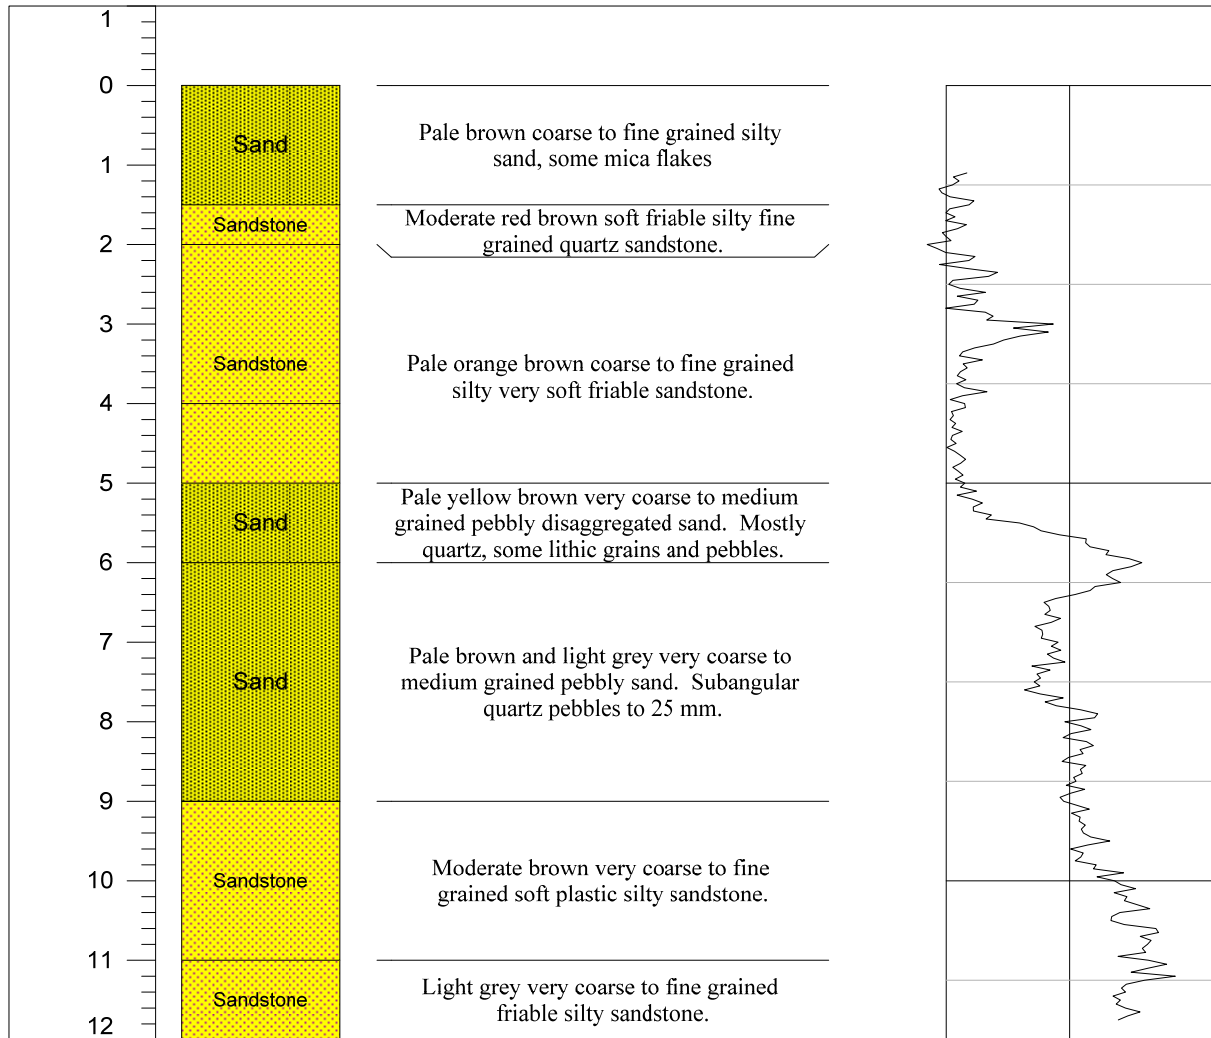 1
0
Sand
Pale brown coarse to fine grained silty
sand, some mica flakes
1
Sandstone
Moderate red brown soft friable silty fine
grained quartz sandstone.
2
3
Sandstone
Pale orange brown coarse to fine grained
silty very soft friable sandstone.
4
5
Sand
Pale yellow brown very coarse to medium
grained pebbly disaggregated sand.  Mostly
quartz, some lithic grains and pebbles.
6
7
Sand
Pale brown and light grey very coarse to
medium grained pebbly sand.  Subangular
quartz pebbles to 25 mm.
8
9
10
Sandstone
Moderate brown very coarse to fine
grained soft plastic silty sandstone.
11
Sandstone
Light grey very coarse to fine grained
friable silty sandstone.
12